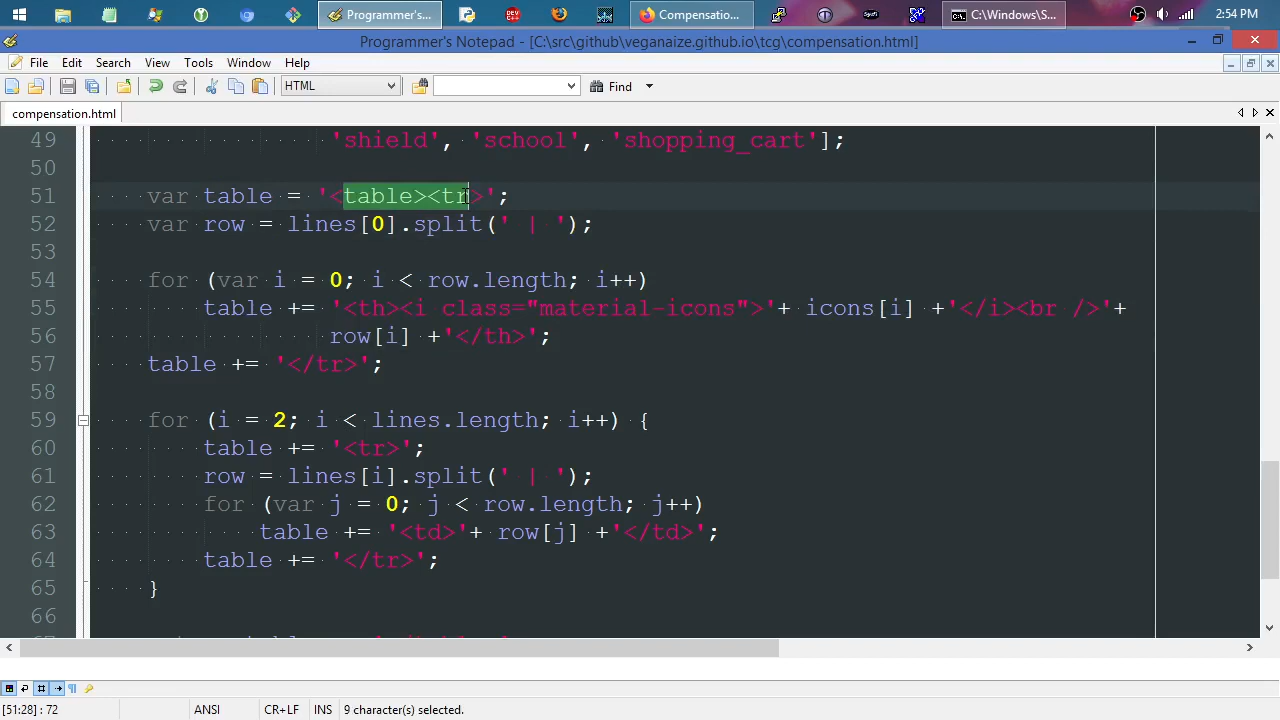 Programmer's... Compensatio... C:\Windows\S... 2:54 PM
Programmer's Notepad - [C:\src\github\veganaize.github.io\tcg\compensation.html]
File Edit Search View Tools Window Help
HTML Find
compensation.html
49 'shield', 'school', 'shopping_cart'];
50
51 var table = '<table><tr>';
52 var row = lines[0].split(' | ');
53
54 for (var i = 0; i < row.length; i++)
55 table += '<th><i class="material-icons">'+ icons[i] +'</i><br />'+
56 row[i] +'</th>';
57 table += '</tr>';
58
59 for (i = 2; i < lines.length; i++) {
60 table += '<tr>';
61 row = lines[i].split(' | ');
62 for (var j = 0; j < row.length; j++)
63 table += '<td>'+ row[j] +'</td>';
64 table += '</tr>';
65 }
66
[51:28] : 72 ANSI CR+LF INS 9 character(s) selected.